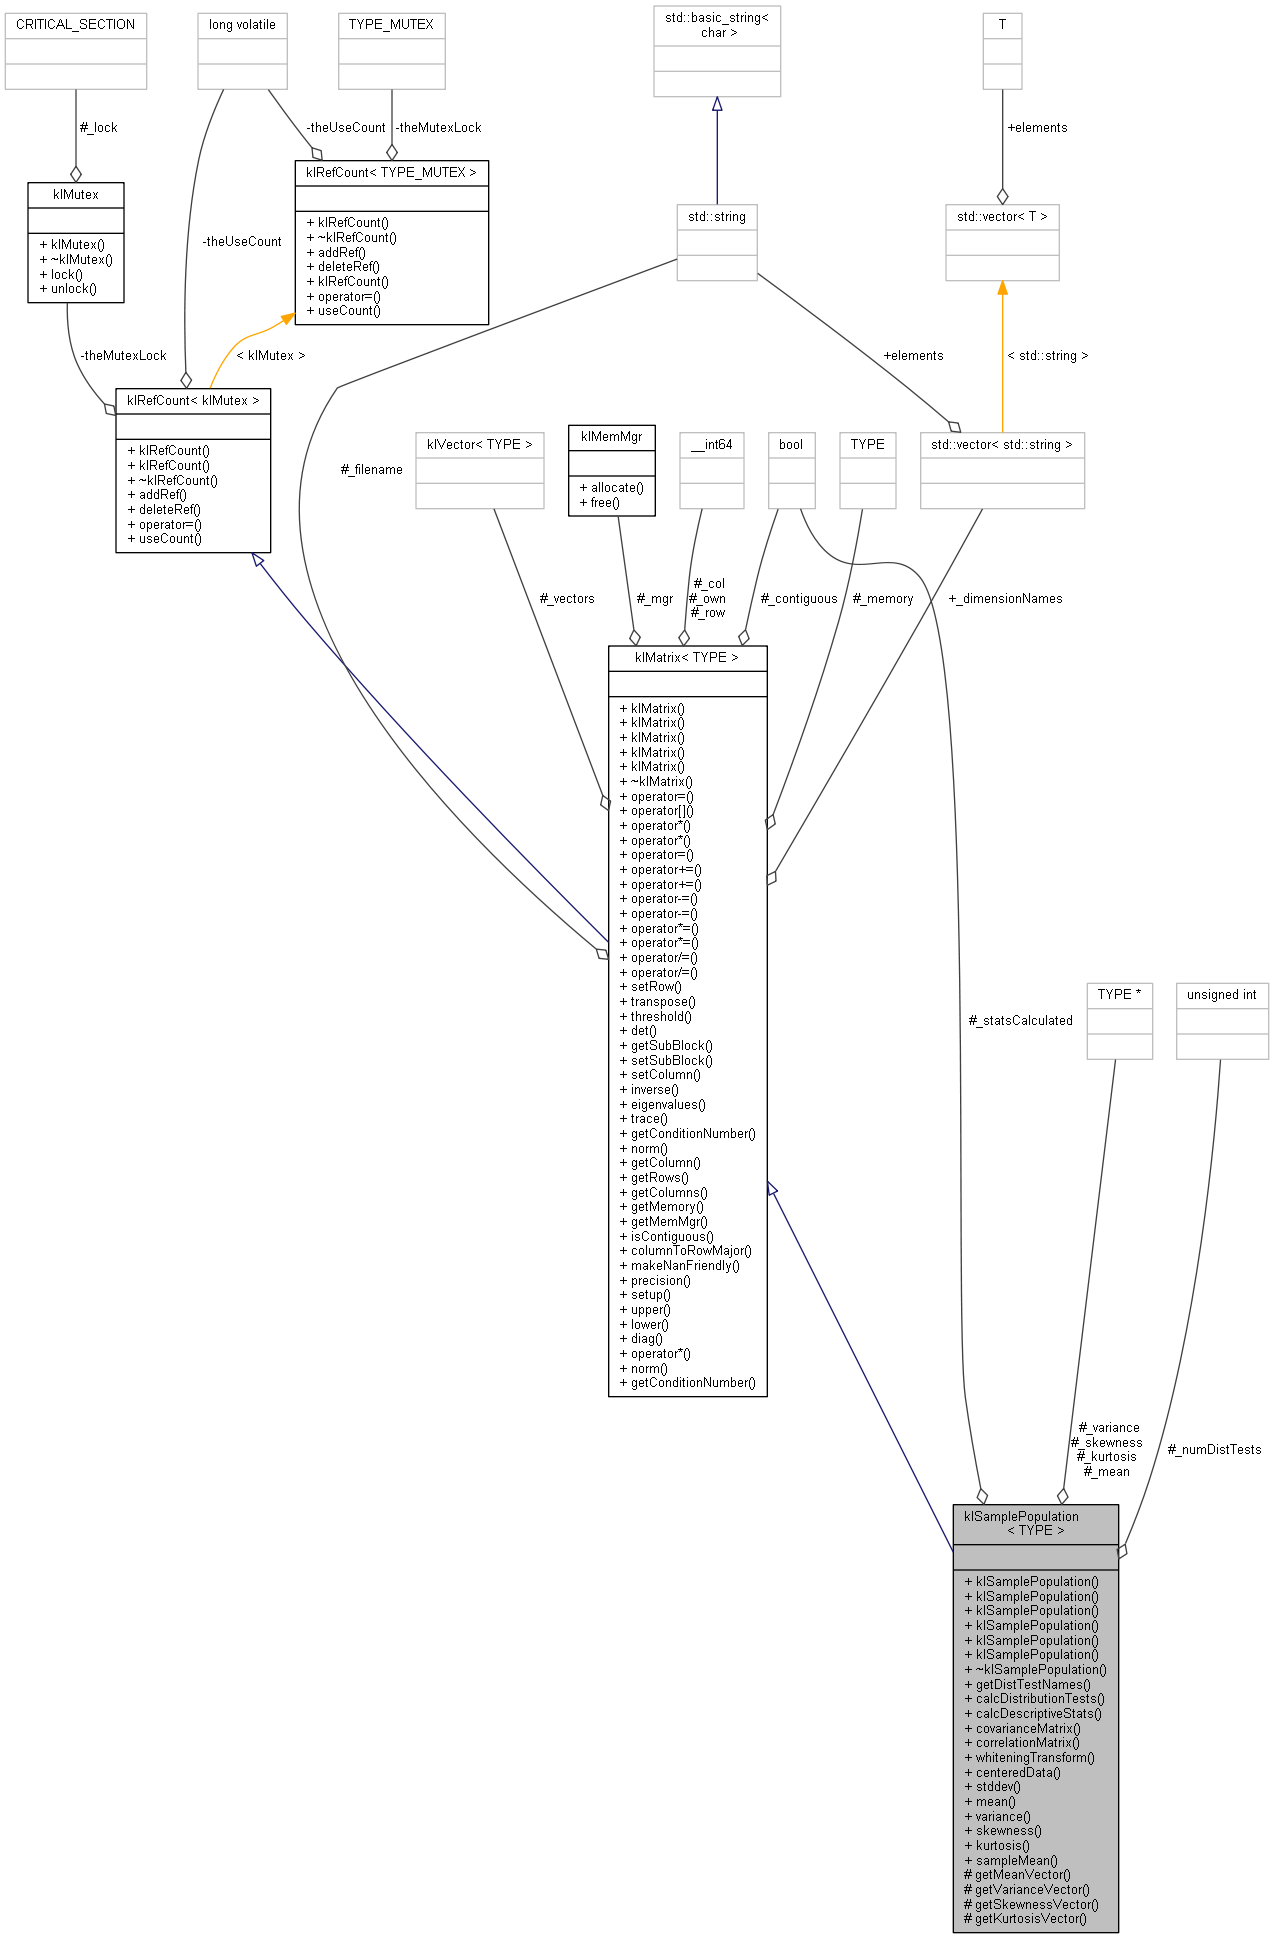 CRITICAL_SECTION
long volatile
TYPE_MUTEX
std::basic_string<
char >
T
#_lock
-theUseCount
-theMutexLock
+elements
klMutex
+ klMutex()
+ ~klMutex()
+ lock()
+ unlock()
klRefCount< TYPE_MUTEX >
+ klRefCount()
+ ~klRefCount()
+ addRef()
+ deleteRef()
+ klRefCount()
+ operator=()
+ useCount()
std::string
std::vector< T >
-theUseCount
-theMutexLock
< klMutex >
+elements
< std::string >
klRefCount< klMutex >
+ klRefCount()
+ klRefCount()
+ ~klRefCount()
+ addRef()
+ deleteRef()
+ operator=()
+ useCount()
#_filename
klVector< TYPE >
klMemMgr
+ allocate()
+ free()
__int64
bool
TYPE
std::vector< std::string >
#_vectors
#_mgr
#_col
#_own
#_row
#_contiguous
#_memory
+_dimensionNames
klMatrix< TYPE >
+ klMatrix()
+ klMatrix()
+ klMatrix()
+ klMatrix()
+ klMatrix()
+ ~klMatrix()
+ operator=()
+ operator[]()
+ operator*()
+ operator*()
+ operator=()
+ operator+=()
+ operator+=()
+ operator-=()
+ operator-=()
+ operator*=()
+ operator*=()
+ operator/=()
+ operator/=()
+ setRow()
+ transpose()
+ threshold()
+ det()
+ getSubBlock()
+ setSubBlock()
+ setColumn()
+ inverse()
+ eigenvalues()
+ trace()
+ getConditionNumber()
+ norm()
+ getColumn()
+ getRows()
+ getColumns()
+ getMemory()
+ getMemMgr()
+ isContiguous()
+ columnToRowMajor()
+ makeNanFriendly()
+ precision()
+ setup()
+ upper()
+ lower()
+ diag()
+ operator*()
+ norm()
+ getConditionNumber()
#_statsCalculated
TYPE *
unsigned int
#_variance
#_skewness
#_kurtosis
#_mean
#_numDistTests
klSamplePopulation
< TYPE >
+ klSamplePopulation()
+ klSamplePopulation()
+ klSamplePopulation()
+ klSamplePopulation()
+ klSamplePopulation()
+ klSamplePopulation()
+ ~klSamplePopulation()
+ getDistTestNames()
+ calcDistributionTests()
+ calcDescriptiveStats()
+ covarianceMatrix()
+ correlationMatrix()
+ whiteningTransform()
+ centeredData()
+ stddev()
+ mean()
+ variance()
+ skewness()
+ kurtosis()
+ sampleMean()
# getMeanVector()
# getVarianceVector()
# getSkewnessVector()
# getKurtosisVector()